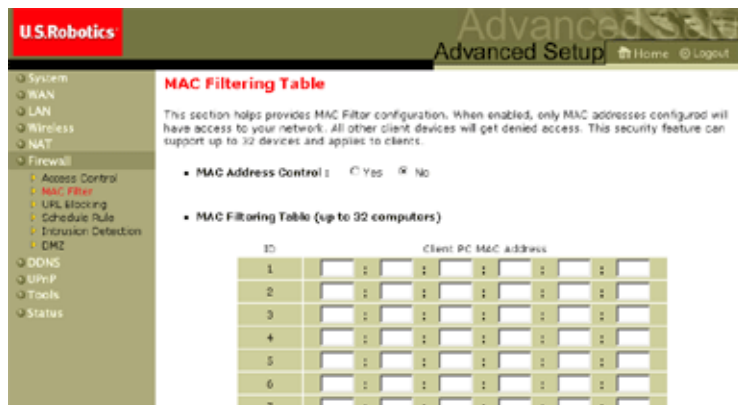 U.S.Robotics
Advanced Setup
Advanced Setup
Home
Logout
System
WAN
LAN
Wireless
NAT
Firewall
Access Control
MAC Filter
URL Blocking
Schedule Rule
Intrusion Detection
DMZ
DDNS
UPnP
Tools
Status
MAC Filtering Table
This section helps provides MAC Filter configuration. When enabled, only MAC addresses configured will
have access to your network. All other client devices will get denied access. This security feature can
support up to 32 devices and applies to clients.
• MAC Address Control : Yes No
• MAC Filtering Table (up to 32 computers)
ID Client PC MAC address
1 : : : : :
2 : : : : :
3 : : : : :
4 : : : : :
5 : : : : :
6 : : : : :
7 : : : : :